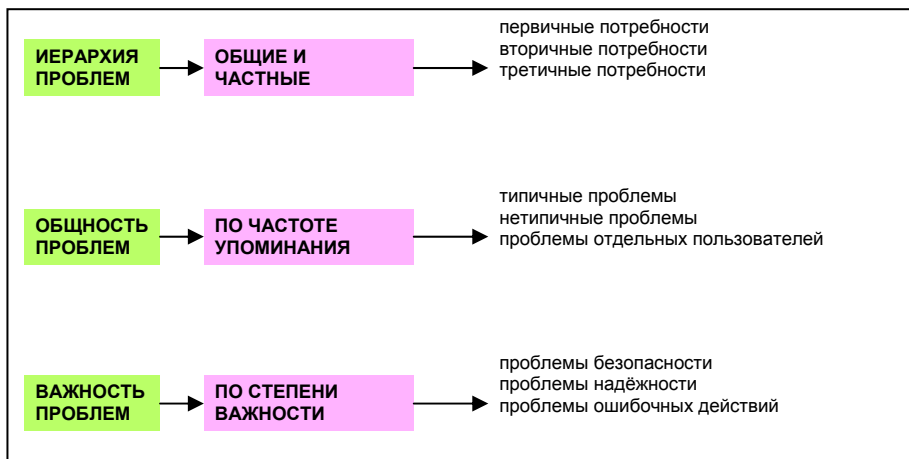 ИЕРАРХИЯ
ПРОБЛЕМ
ОБЩИЕ И
ЧАСТНЫЕ
первичные потребности
вторичные потребности
третичные потребности
ОБЩНОСТЬ
ПРОБЛЕМ
ПО ЧАСТОТЕ
УПОМИНАНИЯ
типичные проблемы
нетипичные проблемы
проблемы отдельных пользователей
ВАЖНОСТЬ
ПРОБЛЕМ
ПО СТЕПЕНИ
ВАЖНОСТИ
проблемы безопасности
проблемы надёжности
проблемы ошибочных действий